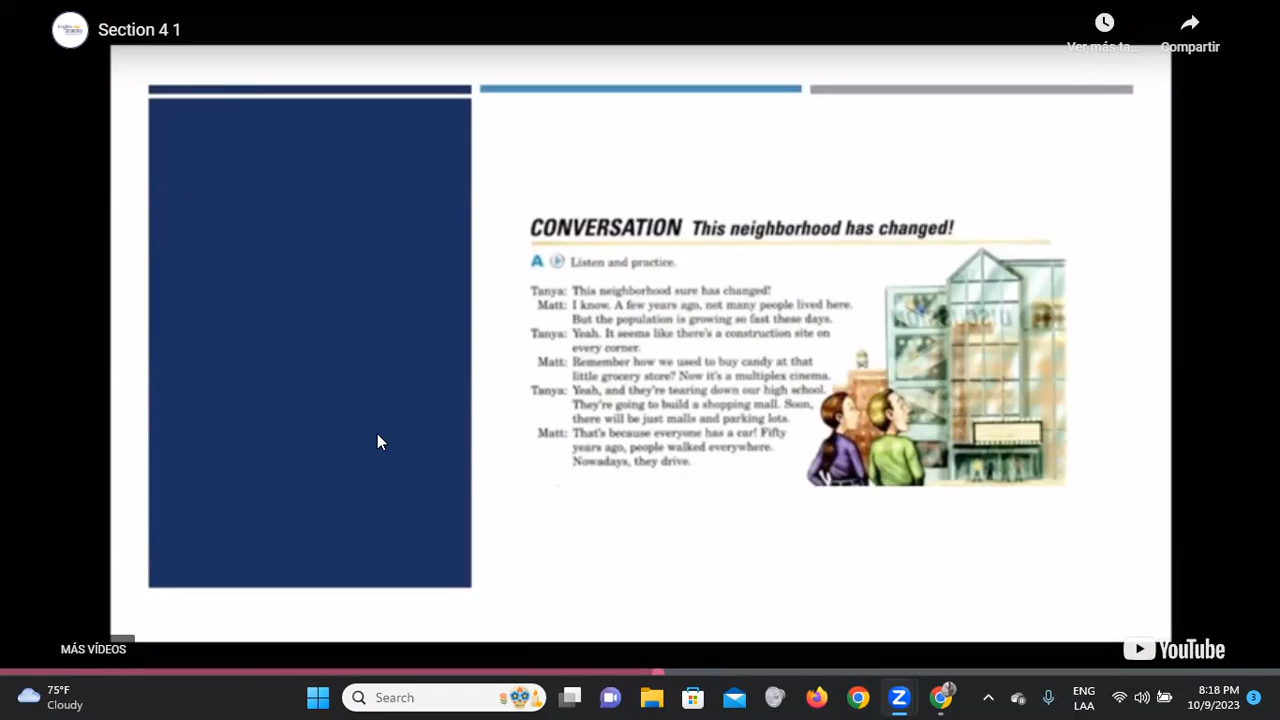 Section 4 1
Ver más ta...
Compartir
CONVERSATION This neighborhood has changed!
A Listen and practice.
Tanya: This neighborhood sure has changed!
Matt: I know. A few years ago, not many people lived here.
But the population is growing so fast these days.
Tanya: Yeah. It seems like there's a construction site on
every corner.
Matt: Remember how we used to buy candy at that
little grocery store? Now it's a multiplex cinema.
Tanya: Yeah, and they're tearing down our high school.
They're going to build a shopping mall. Soon,
there will be just malls and parking lots.
Matt: That's because everyone has a car! Fifty
years ago, people walked everywhere.
Nowadays, they drive.
MÁS VÍDEOS
YouTube
75°F
Cloudy
Search
ENG
LAA
3:18 PM
10/9/2023
3